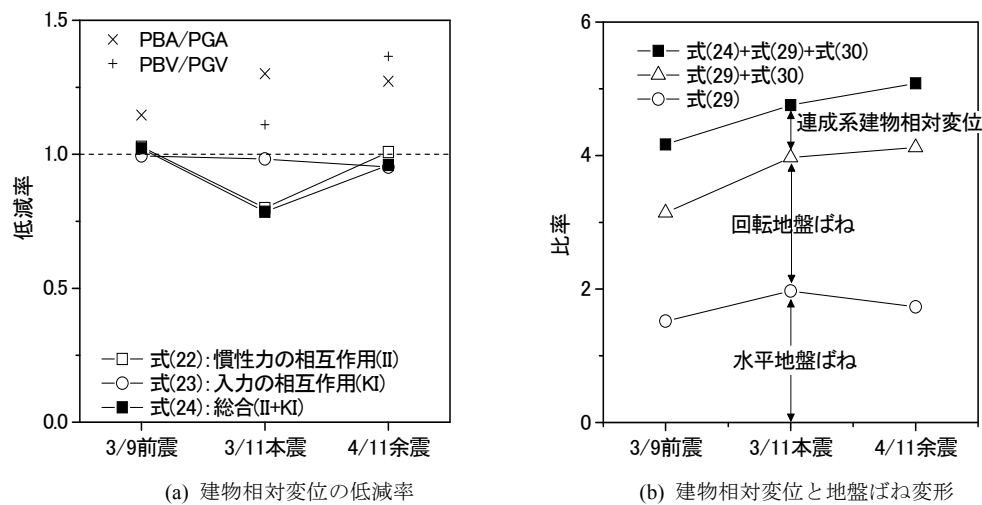 1.5
1.0
0.5
0.0
低減率
× PBA/PGA
+ PBV/PGV
式(22):慣性力の相互作用(II)
式(23):入力の相互作用(KI)
式(24):総合(II+KI)
3/9前震
3/11本震
4/11余震
(a) 建物相対変位の低減率
6
4
2
0
比率
式(24)+式(29)+式(30)
式(29)+式(30)
式(29)
連成系建物相対変位
回転地盤ばね
水平地盤ばね
3/9前震
3/11本震
4/11余震
(b) 建物相対変位と地盤ばね変形